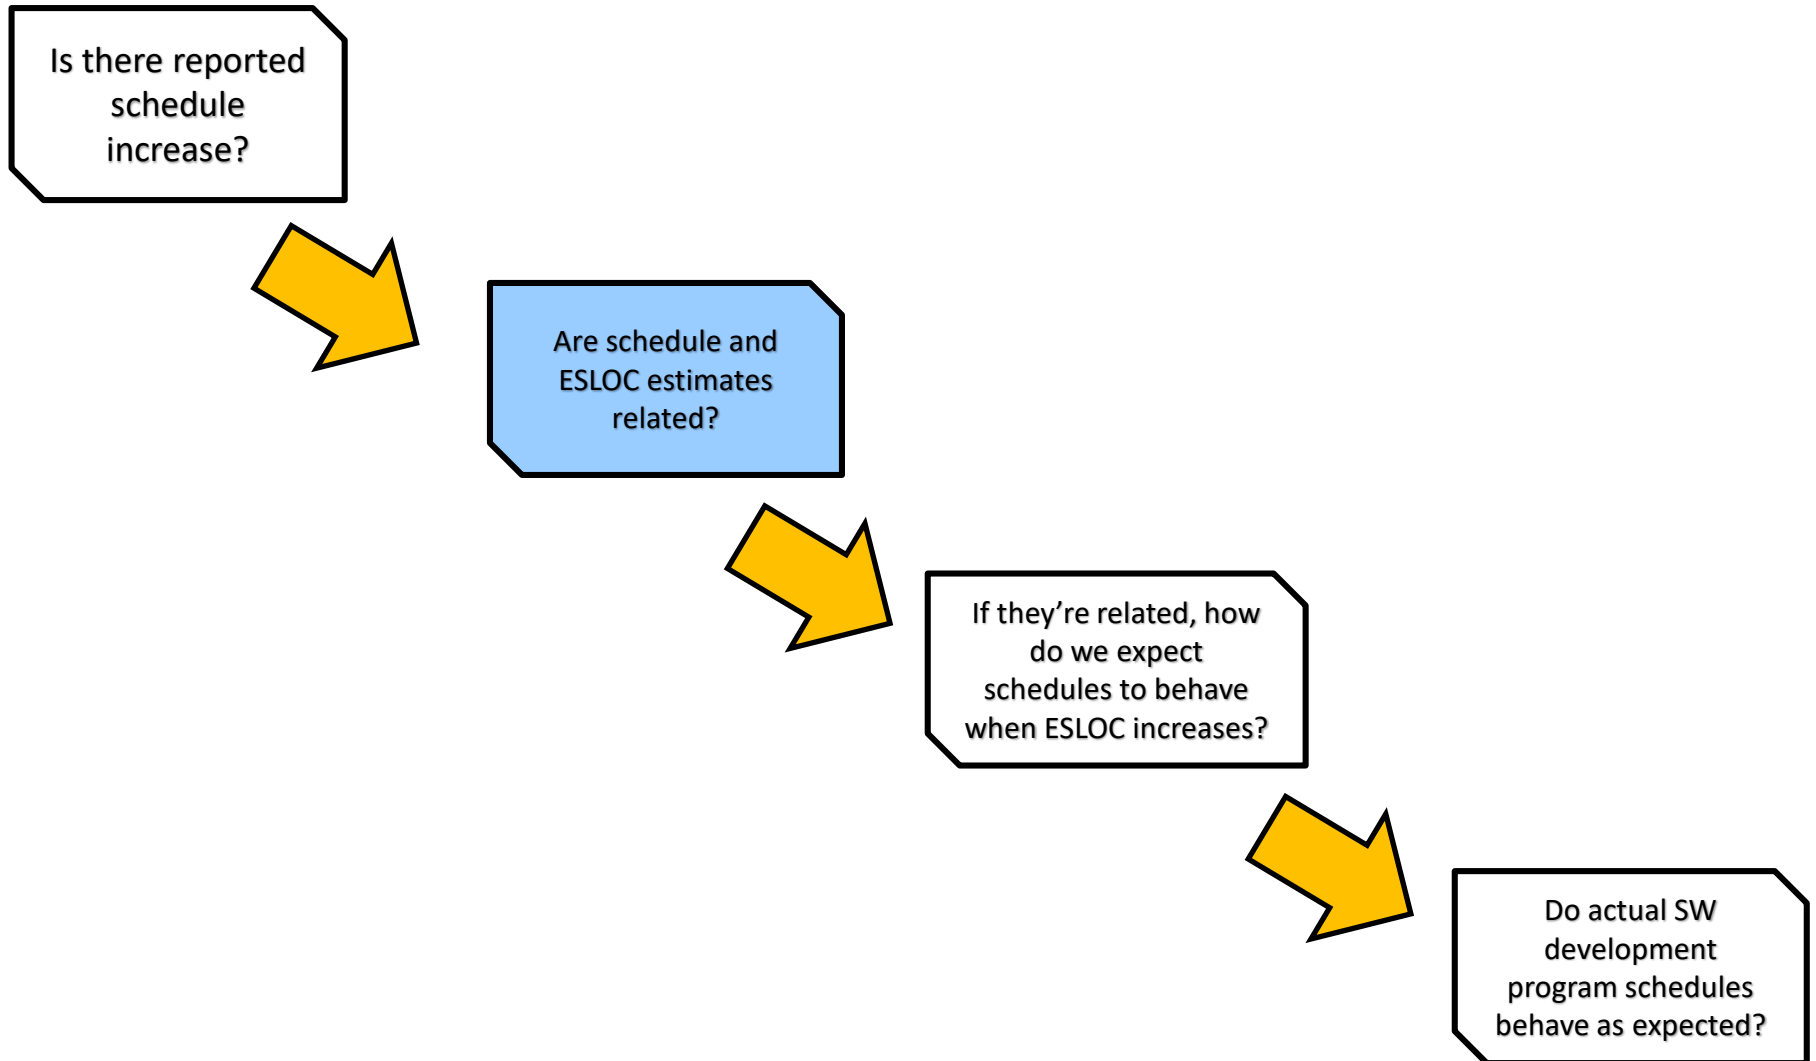 Is there reported
schedule
increase?
Are schedule and
ESLOC estimates
related?
If they’re related, how
do we expect
schedules to behave
when ESLOC increases?
Do actual SW
development
program schedules
behave as expected?